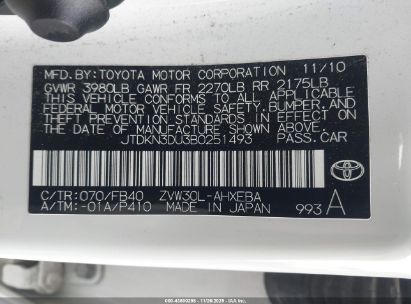 MFD.BY:TOYOTA MOTOR CORPORATION 11/10
GVWR 3980LB GAWR FR 2270LB RR 2175LB
THIS VEHICLE CONFORMS TO ALL APPLICABLE
FEDERAL MOTOR VEHICLE SAFETY, BUMPER, AND
THEFT PREVENTION STANDARDS IN EFFECT ON
THE DATE OF MANUFACTURE SHOWN ABOVE.
JTDKN3DU3B0251493 PASS.CAR
C/TR:070/FB40 ZVW30L-AHXEBA
A/TM:-01A/P410 MADE IN JAPAN 993 A
TOYOTA